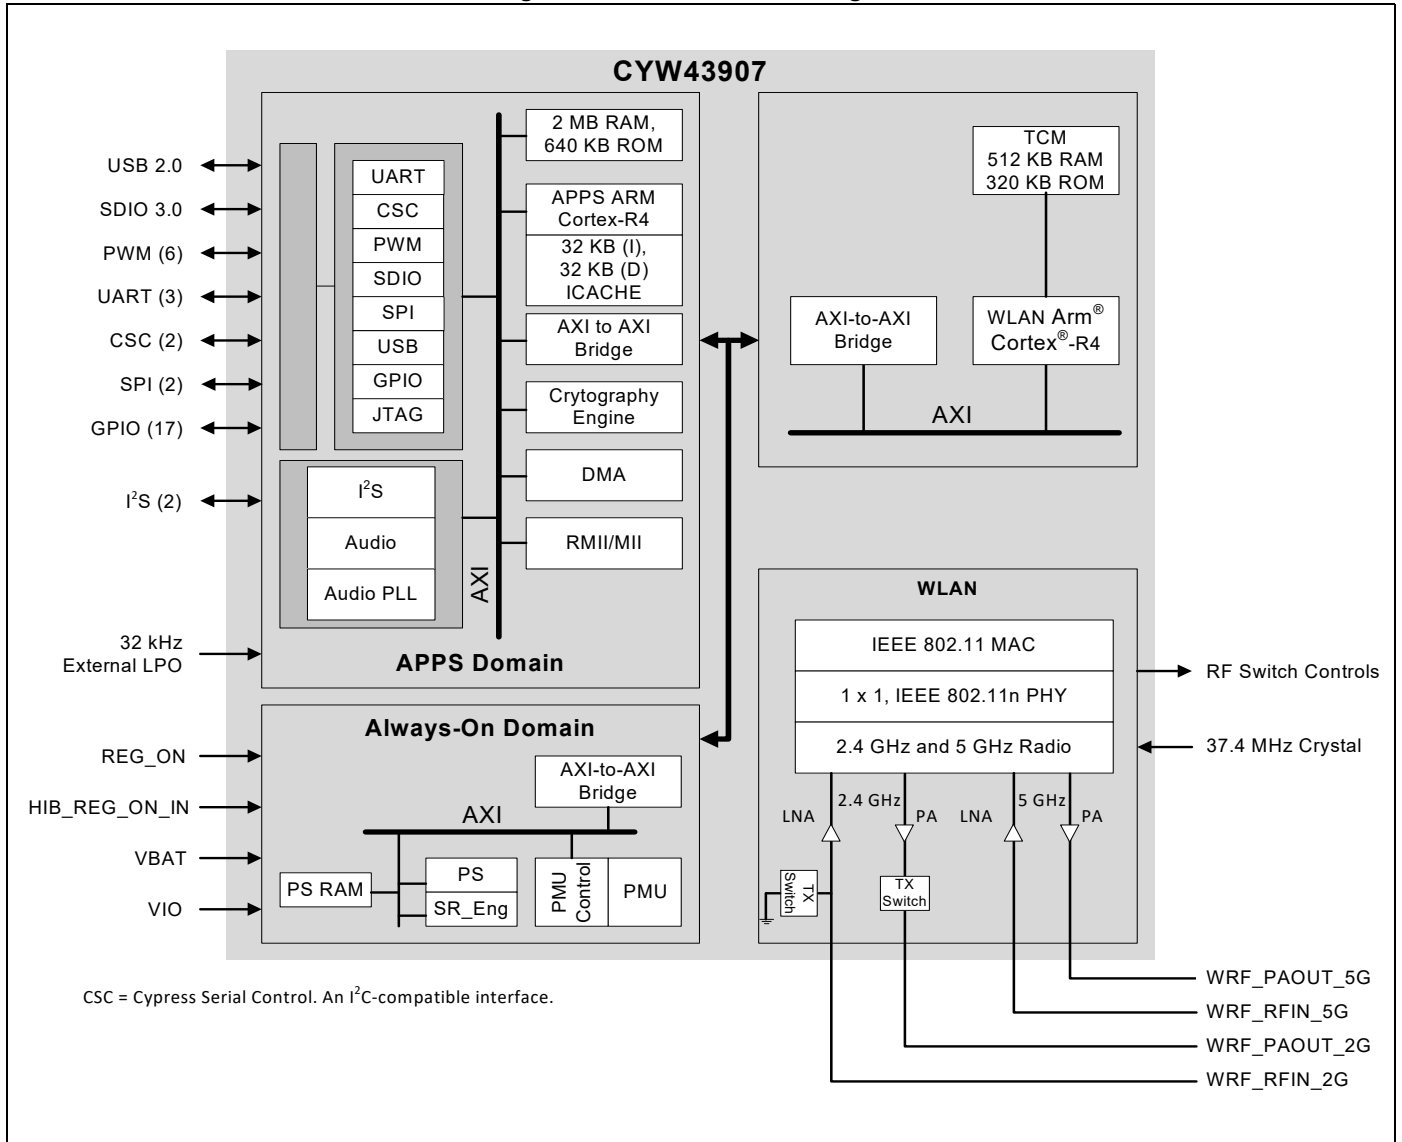 CYW43907
USB 2.0
SDIO 3.0
PWM (6)
UART (3)
CSC (2)
SPI (2)
GPIO (17)
I²S (2)
32 kHz
External LPO
REG_ON
HIB_REG_ON_IN
VBAT
VIO
UART
CSC
PWM
SDIO
SPI
USB
GPIO
JTAG
I²S
Audio
Audio PLL
AXI
2 MB RAM,
640 KB ROM
APPS ARM
Cortex-R4
32 KB (I),
32 KB (D)
ICACHE
AXI to AXI
Bridge
Crytography
Engine
DMA
RMII/MII
APPS Domain
Always-On Domain
AXI-to-AXI
Bridge
AXI
PS RAM
PS
SR_Eng
PMU
Control
PMU
TCM
512 KB RAM
320 KB ROM
AXI-to-AXI
Bridge
WLAN Arm®
Cortex®-R4
AXI
WLAN
IEEE 802.11 MAC
1 x 1, IEEE 802.11n PHY
2.4 GHz and 5 GHz Radio
2.4 GHz
5 GHz
LNA
PA
LNA
PA
TX
Switch
TX
Switch
RF Switch Controls
37.4 MHz Crystal
WRF_PAOUT_5G
WRF_RFIN_5G
WRF_PAOUT_2G
WRF_RFIN_2G
CSC = Cypress Serial Control. An I²C-compatible interface.